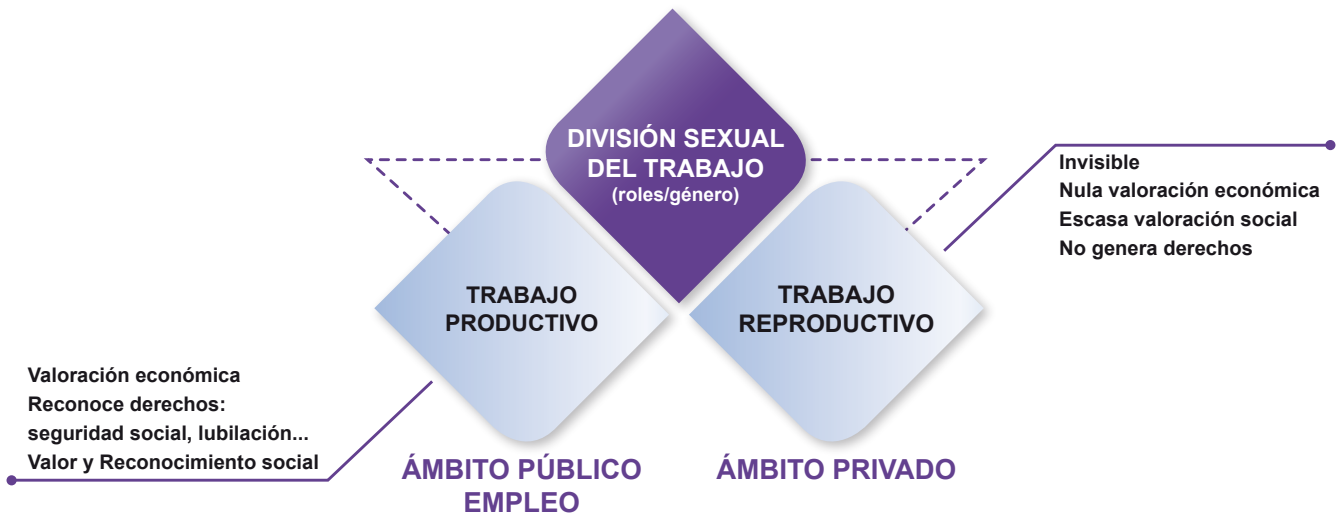 DIVISIÓN SEXUAL
DEL TRABAJO
(roles/género)
Invisible
Nula valoración económica
Escasa valoración social
No genera derechos
TRABAJO
PRODUCTIVO
TRABAJO
REPRODUCTIVO
Valoración económica
Reconoce derechos:
seguridad social, lubilación...
Valor y Reconocimiento social
ÁMBITO PÚBLICO
EMPLEO
ÁMBITO PRIVADO